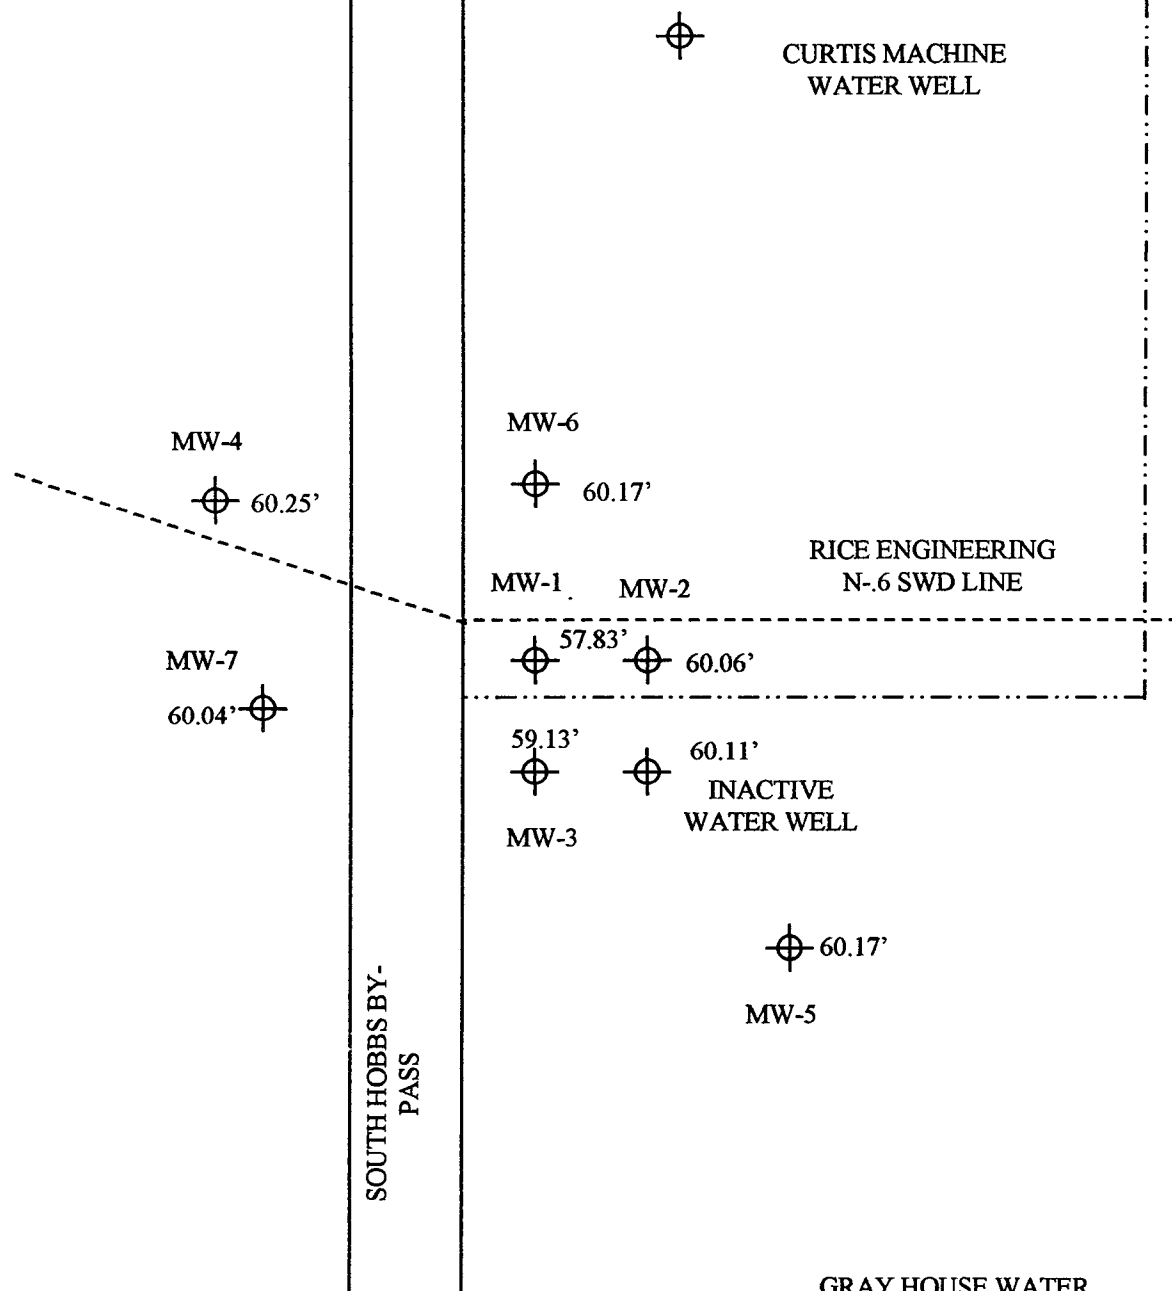 CURTIS MACHINE
WATER WELL
MW-6
MW-4
60.17’
60.25’
RICE ENGINEERING
N-.6 SWD LINE
MW-1
MW-2
57.83’
60.06’
MW-7
60.04’
59.13’
60.11’
INACTIVE
WATER WELL
MW-3
60.17’
MW-5
SOUTH HOBBS BY-
PASS
GRAY HOUSE WATER